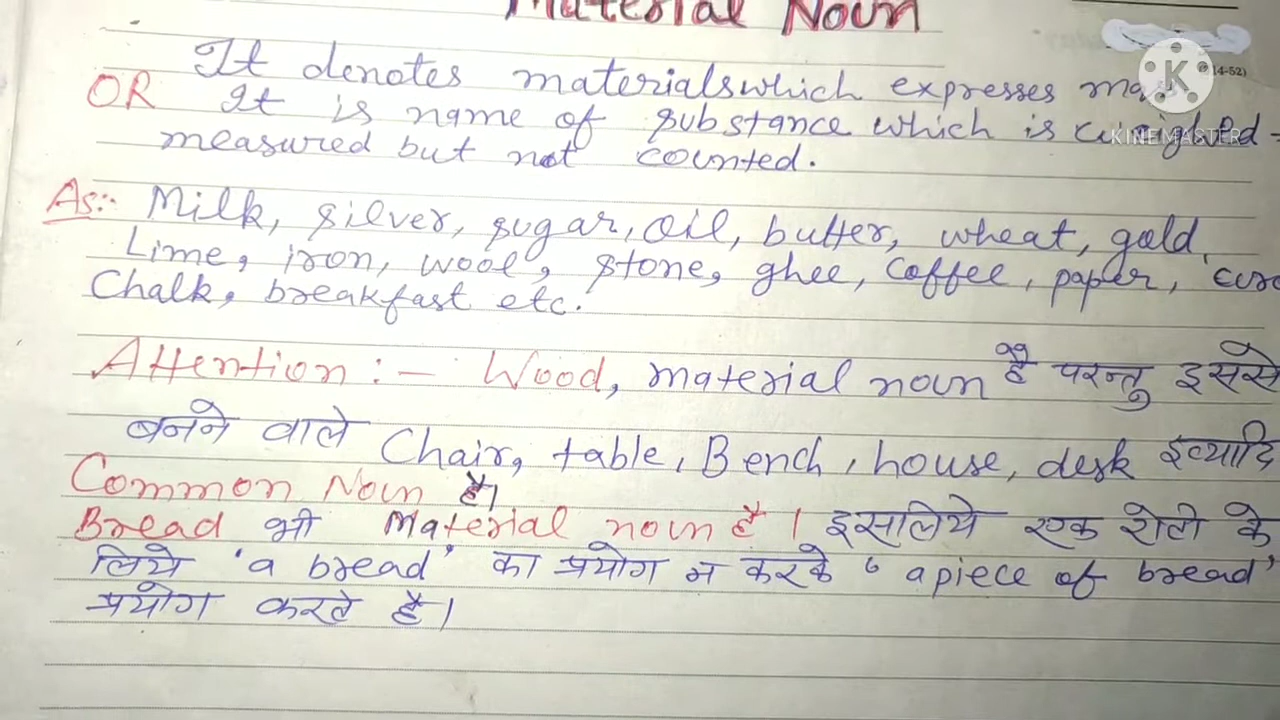 Material Noun
It denotes materials which expresses mass
OR It is name of substance which is weighed-
measured but not counted.
As:- Milk, silver, sugar, oil, butter, wheat, gold,
Lime, iron, wool, stone, ghee, Coffee, paper,
Chalk, breakfast etc.
Attention :- Wood, material noun है परन्तु इससे
बनने वाले Chair, table, Bench, house, desk इत्यादि
Common Noun है।
Bread भी Material noun है। इसलिये एक रोटी के
लिये 'a bread' का प्रयोग न करके 'a piece of bread'
प्रयोग करते है।
K
KINEMASTER